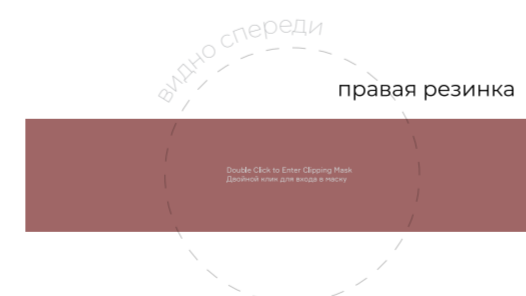 видно спереди
правая резинка
Double Click to Enter Clipping Mask
Двойной клик для входа в маску